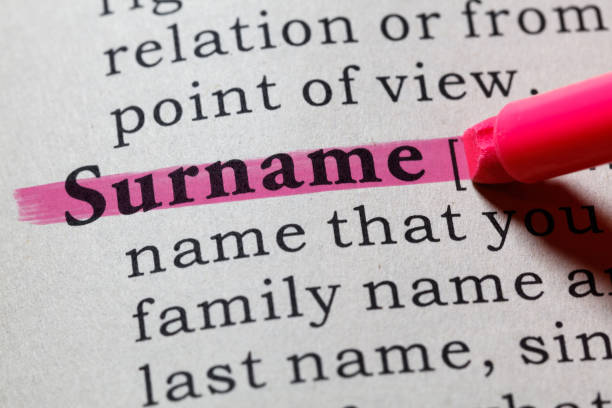 relation or from
point of view.
Surname [
name that you
family name
last name, sin